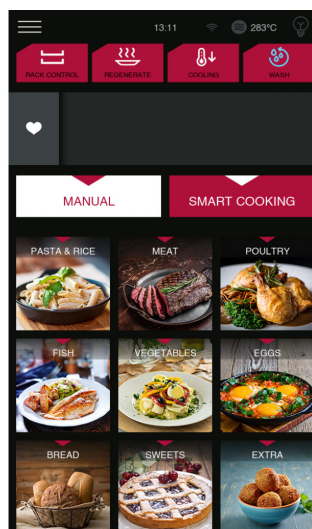 13:11 283°C
RACK CONTROL REGENERATE COOLING WASH
MANUAL SMART COOKING
PASTA & RICE MEAT POULTRY
FISH VEGETABLES EGGS
BREAD SWEETS EXTRA